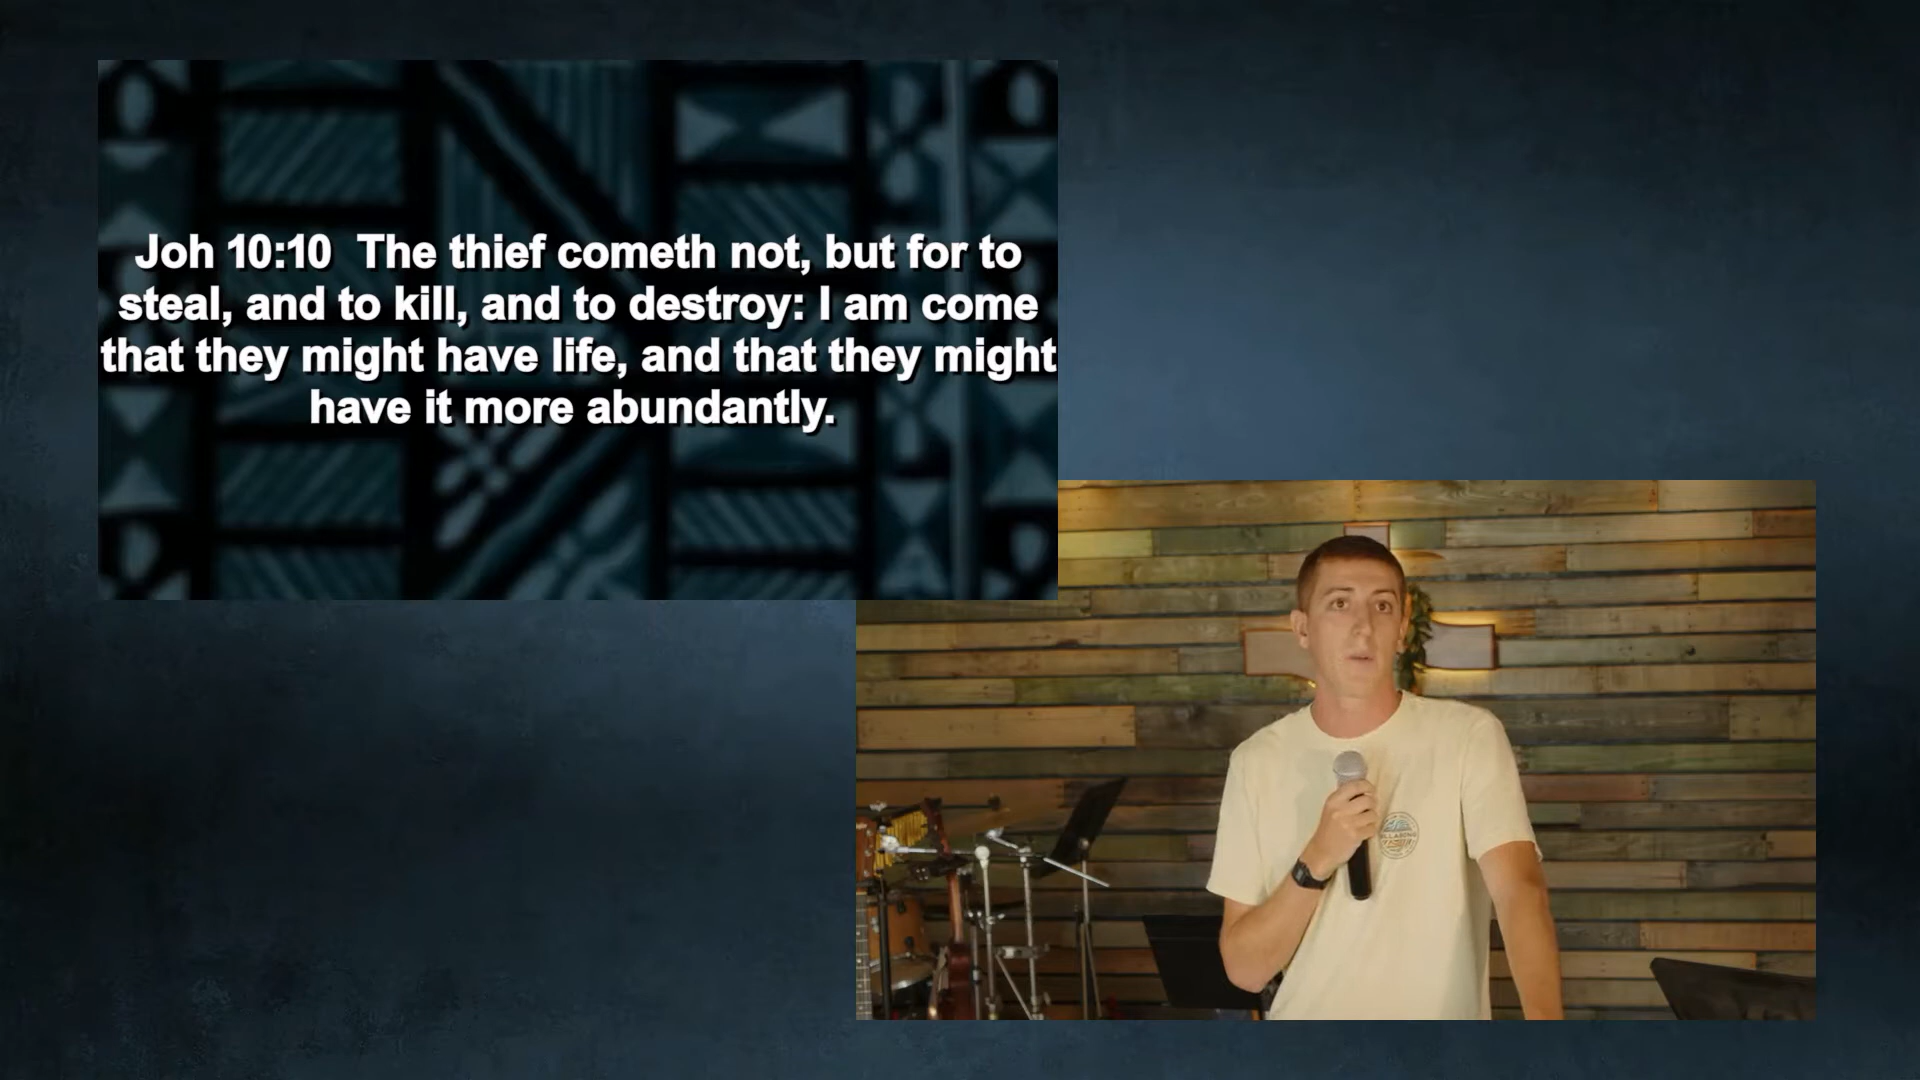 Joh 10:10  The thief cometh not, but for to
steal, and to kill, and to destroy: I am come
that they might have life, and that they might
have it more abundantly.